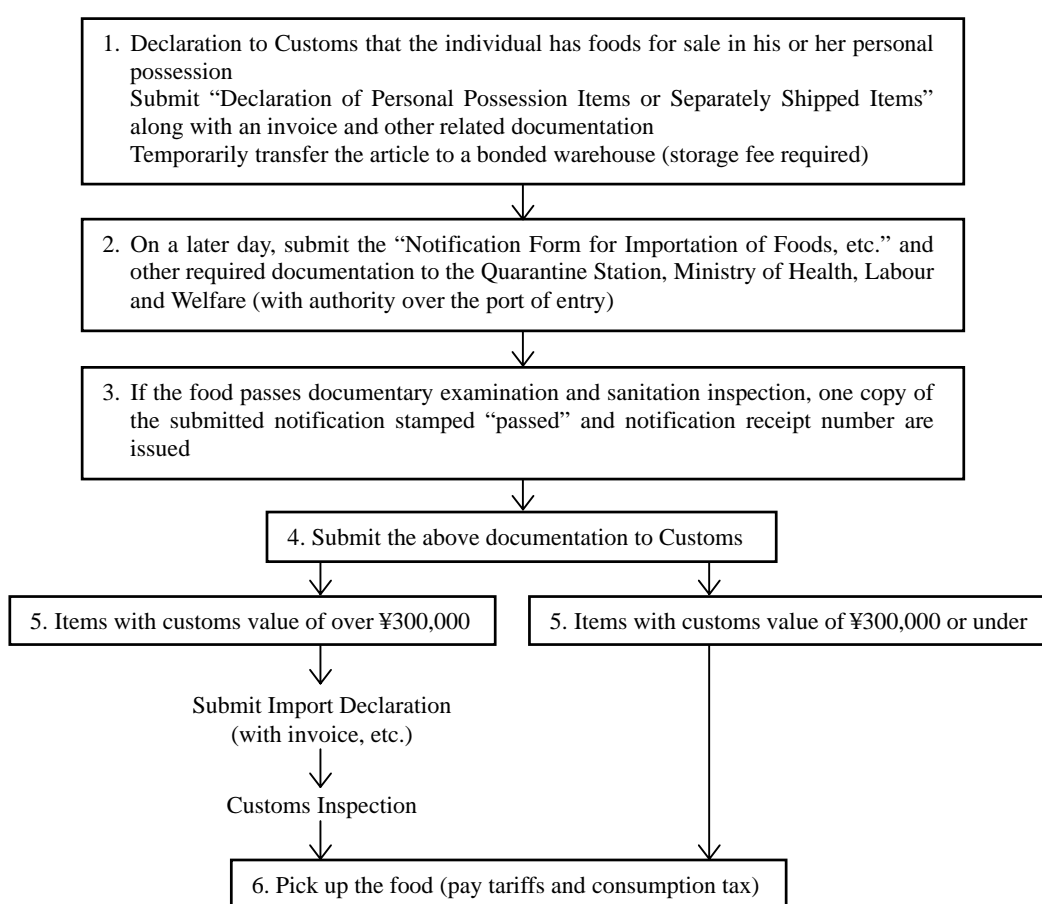 1. Declaration to Customs that the individual has foods for sale in his or her personal
possession
Submit “Declaration of Personal Possession Items or Separately Shipped Items”
along with an invoice and other related documentation
Temporarily transfer the article to a bonded warehouse (storage fee required)
2. On a later day, submit the “Notification Form for Importation of Foods, etc.” and
other required documentation to the Quarantine Station, Ministry of Health, Labour
and Welfare (with authority over the port of entry)
3. If the food passes documentary examination and sanitation inspection, one copy of
the submitted notification stamped “passed” and notification receipt number are
issued
4. Submit the above documentation to Customs
5. Items with customs value of over ¥300,000
5. Items with customs value of ¥300,000 or under
Submit Import Declaration
(with invoice, etc.)
Customs Inspection
6. Pick up the food (pay tariffs and consumption tax)